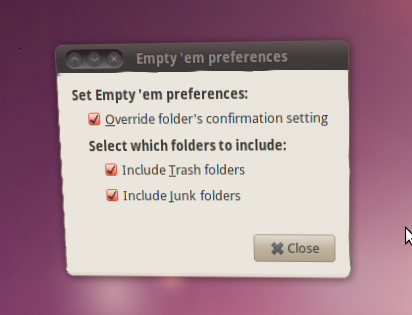 Empty 'em preferences
Set Empty 'em preferences:
Override folder's confirmation setting
Select which folders to include:
Include Trash folders
Include Junk folders
Close